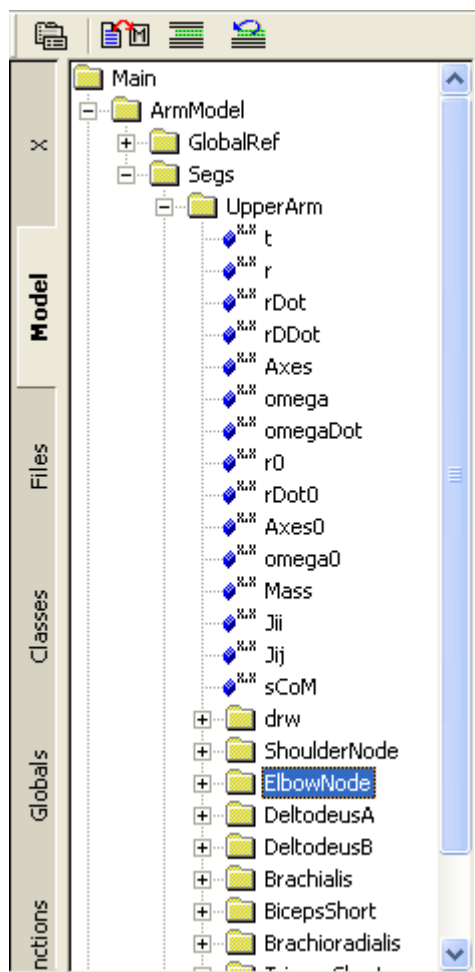 Main
ArmModel
GlobalRef
Segs
UpperArm
t
r
rDot
rDDot
Axes
omega
omegaDot
r0
rDot0
Axes0
omega0
Mass
Jii
Jij
sCoM
drw
ShoulderNode
ElbowNode
DeltodeusA
DeltodeusB
Brachialis
BicepsShort
Brachioradialis
X
Model
Files
Classes
Globals
nctions